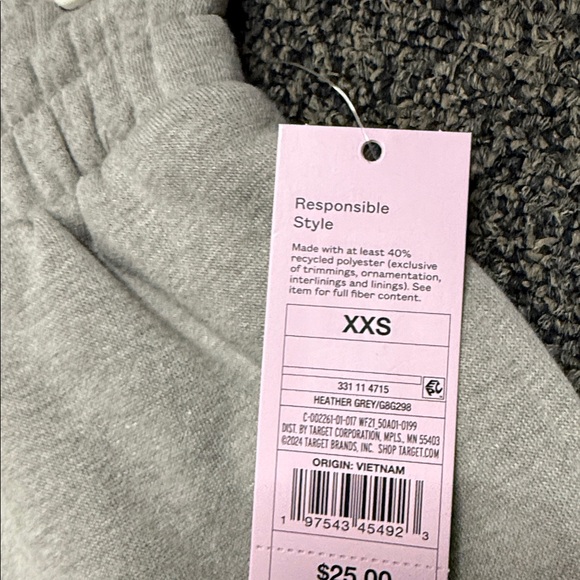 Responsible
Style
Made with at least 40%
recycled polyester (exclusive
of trimmings, ornamentation,
interlinings and linings). See
item for full fiber content.
XXS
331 11 4715
HEATHER GREY/G8G298
C-002261-01-017 WF21_50A01-0199
DIST. BY TARGET CORPORATION, MPLS., MN 55403
©2024 TARGET BRANDS, INC. SHOP TARGET.COM
ORIGIN: VIETNAM
1 97543 45492 3
$25.00